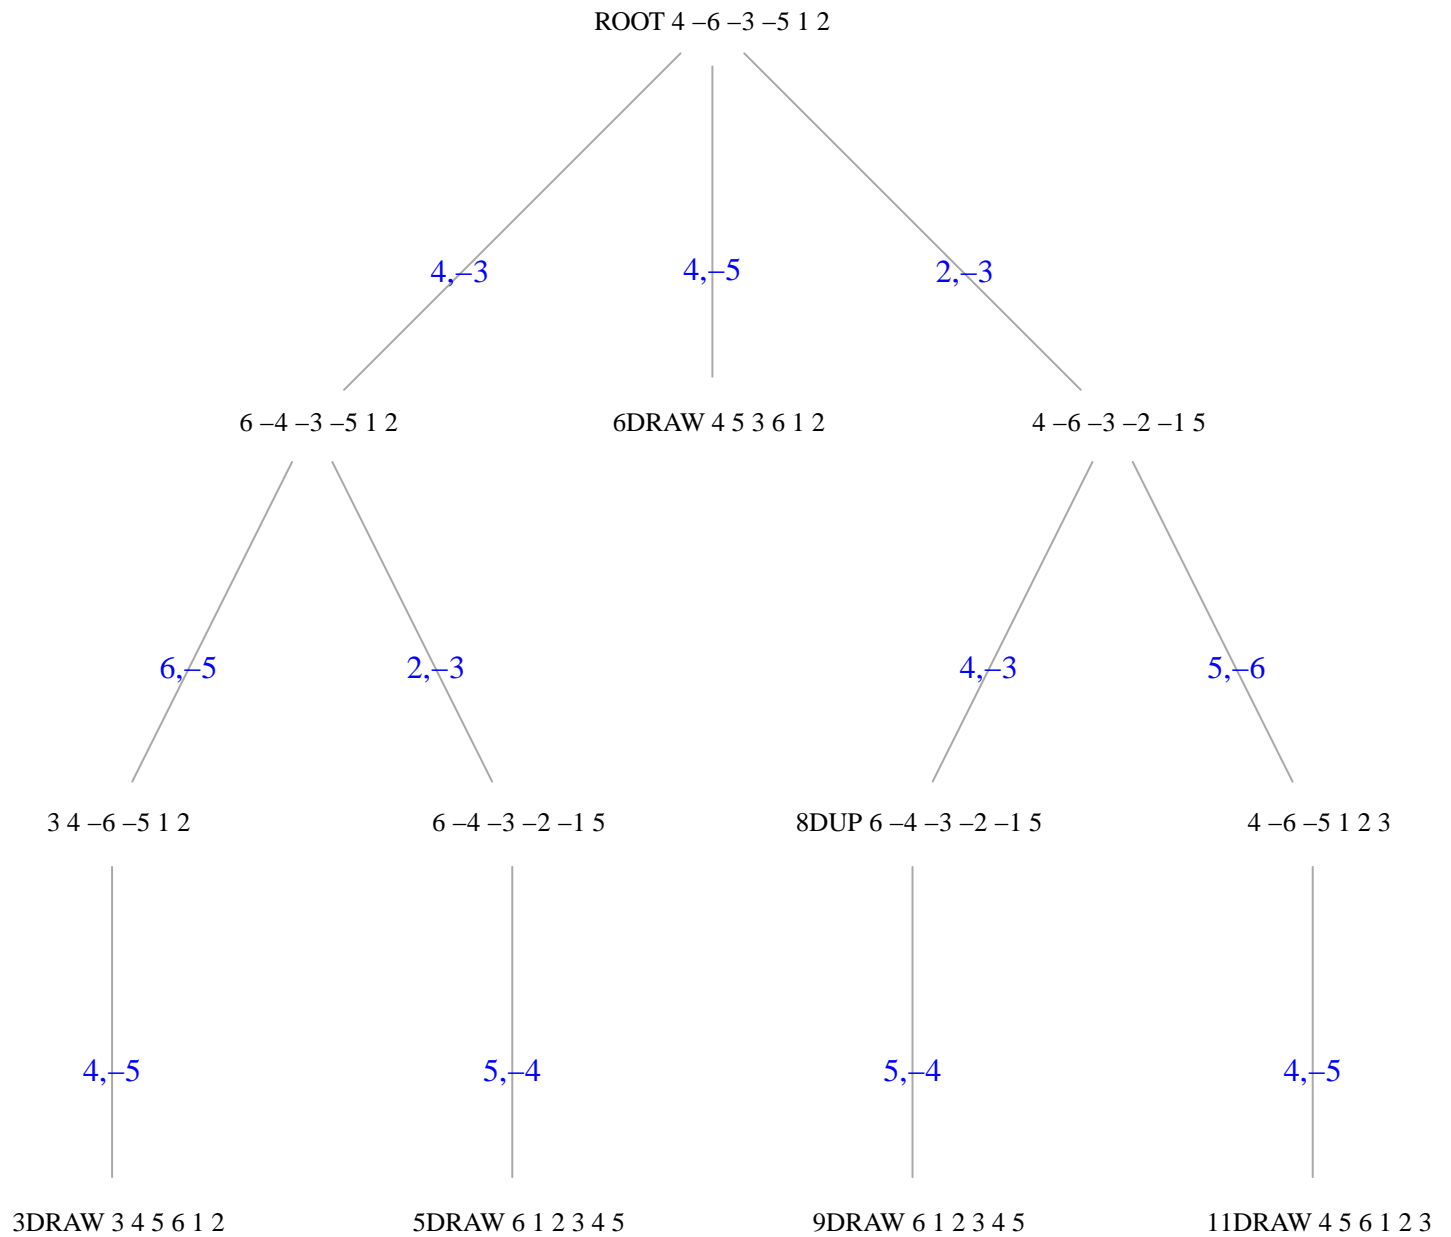 ROOT 4 –6 –3 –5 1 2
4,–3
4,–5
2,–3
6 –4 –3 –5 1 2
6DRAW 4 5 3 6 1 2
4 –6 –3 –2 –1 5
6,–5
2,–3
4,–3
5,–6
3 4 –6 –5 1 2
6 –4 –3 –2 –1 5
8DUP 6 –4 –3 –2 –1 5
4 –6 –5 1 2 3
4,–5
5,–4
5,–4
4,–5
3DRAW 3 4 5 6 1 2
5DRAW 6 1 2 3 4 5
9DRAW 6 1 2 3 4 5
11DRAW 4 5 6 1 2 3